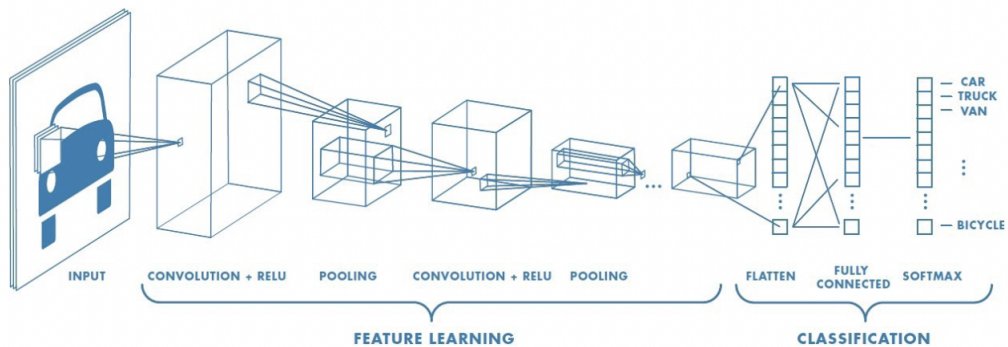 CAR
TRUCK
VAN
BICYCLE
INPUT
CONVOLUTION + RELU
POOLING
CONVOLUTION + RELU
POOLING
FLATTEN
FULLY
CONNECTED
SOFTMAX
FEATURE LEARNING
CLASSIFICATION